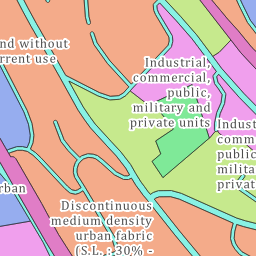 nd without
rrent use
Industrial,
commercial,
public,
military and
private units
Indust
comm
public
milita
privat
rban
Discontinuous
medium density
urban fabric
(S.L. : 30% -